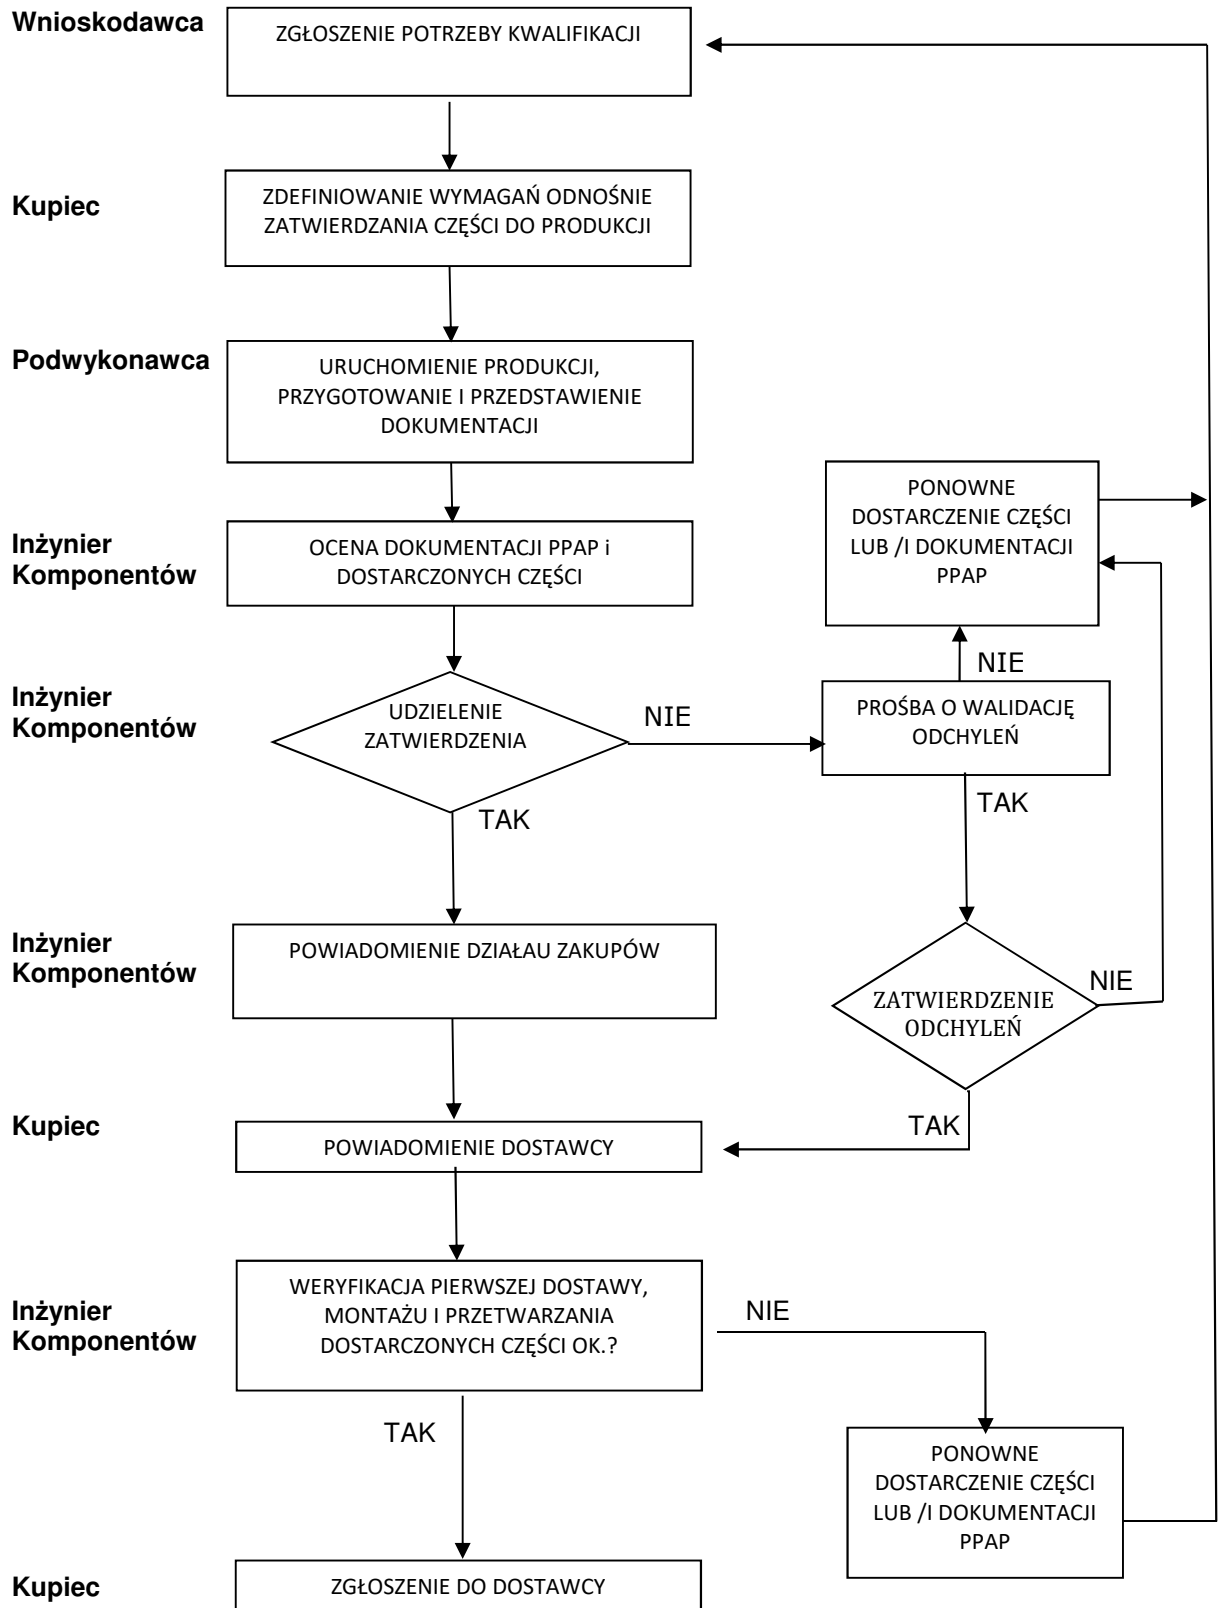 Wnioskodawca
ZGŁOSZENIE POTRZEBY KWALIFIKACJI
Kupiec
ZDEFINIOWANIE WYMAGAŃ ODNOŚNIE
ZATWIERDZANIA CZĘŚCI DO PRODUKCJI
Podwykonawca
URUCHOMIENIE PRODUKCJI,
PRZYGOTOWANIE I PRZEDSTAWIENIE
DOKUMENTACJI
PONOWNE
DOSTARCZENIE CZĘŚCI
LUB /I DOKUMENTACJI
PPAP
Inżynier
Komponentów
OCENA DOKUMENTACJI PPAP i
DOSTARCZONYCH CZĘŚCI
NIE
Inżynier
Komponentów
UDZIELENIE
ZATWIERDZENIA
NIE
PROŚBA O WALIDACJĘ
ODCHYLEŃ
TAK
TAK
Inżynier
Komponentów
POWIADOMIENIE DZIAŁAU ZAKUPÓW
ZATWIERDZENIE
ODCHYLEŃ
NIE
Kupiec
POWIADOMIENIE DOSTAWCY
TAK
Inżynier
Komponentów
WERYFIKACJA PIERWSZEJ DOSTAWY,
MONTAŻU I PRZETWARZANIA
DOSTARCZONYCH CZĘŚCI OK.?
NIE
TAK
PONOWNE
DOSTARCZENIE CZĘŚCI
LUB /I DOKUMENTACJI
PPAP
Kupiec
ZGŁOSZENIE DO DOSTAWCY